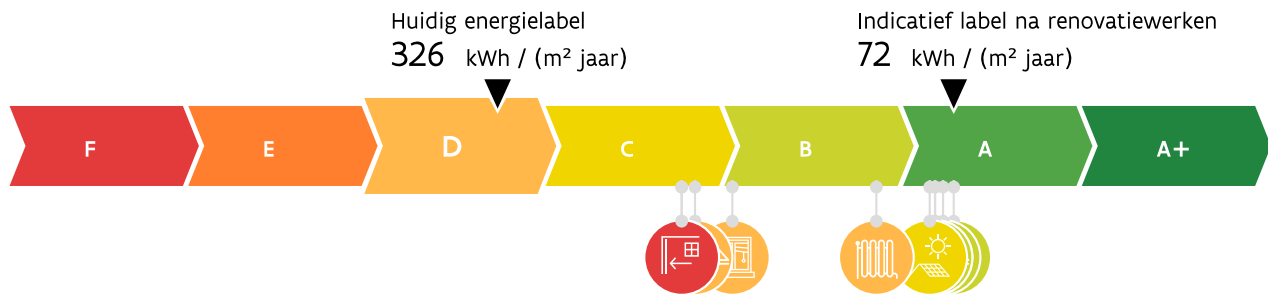 Huidig energielabel
326 kWh / (m² jaar)
Indicatief label na renovatiewerken
72 kWh / (m² jaar)
F E D C B A A+